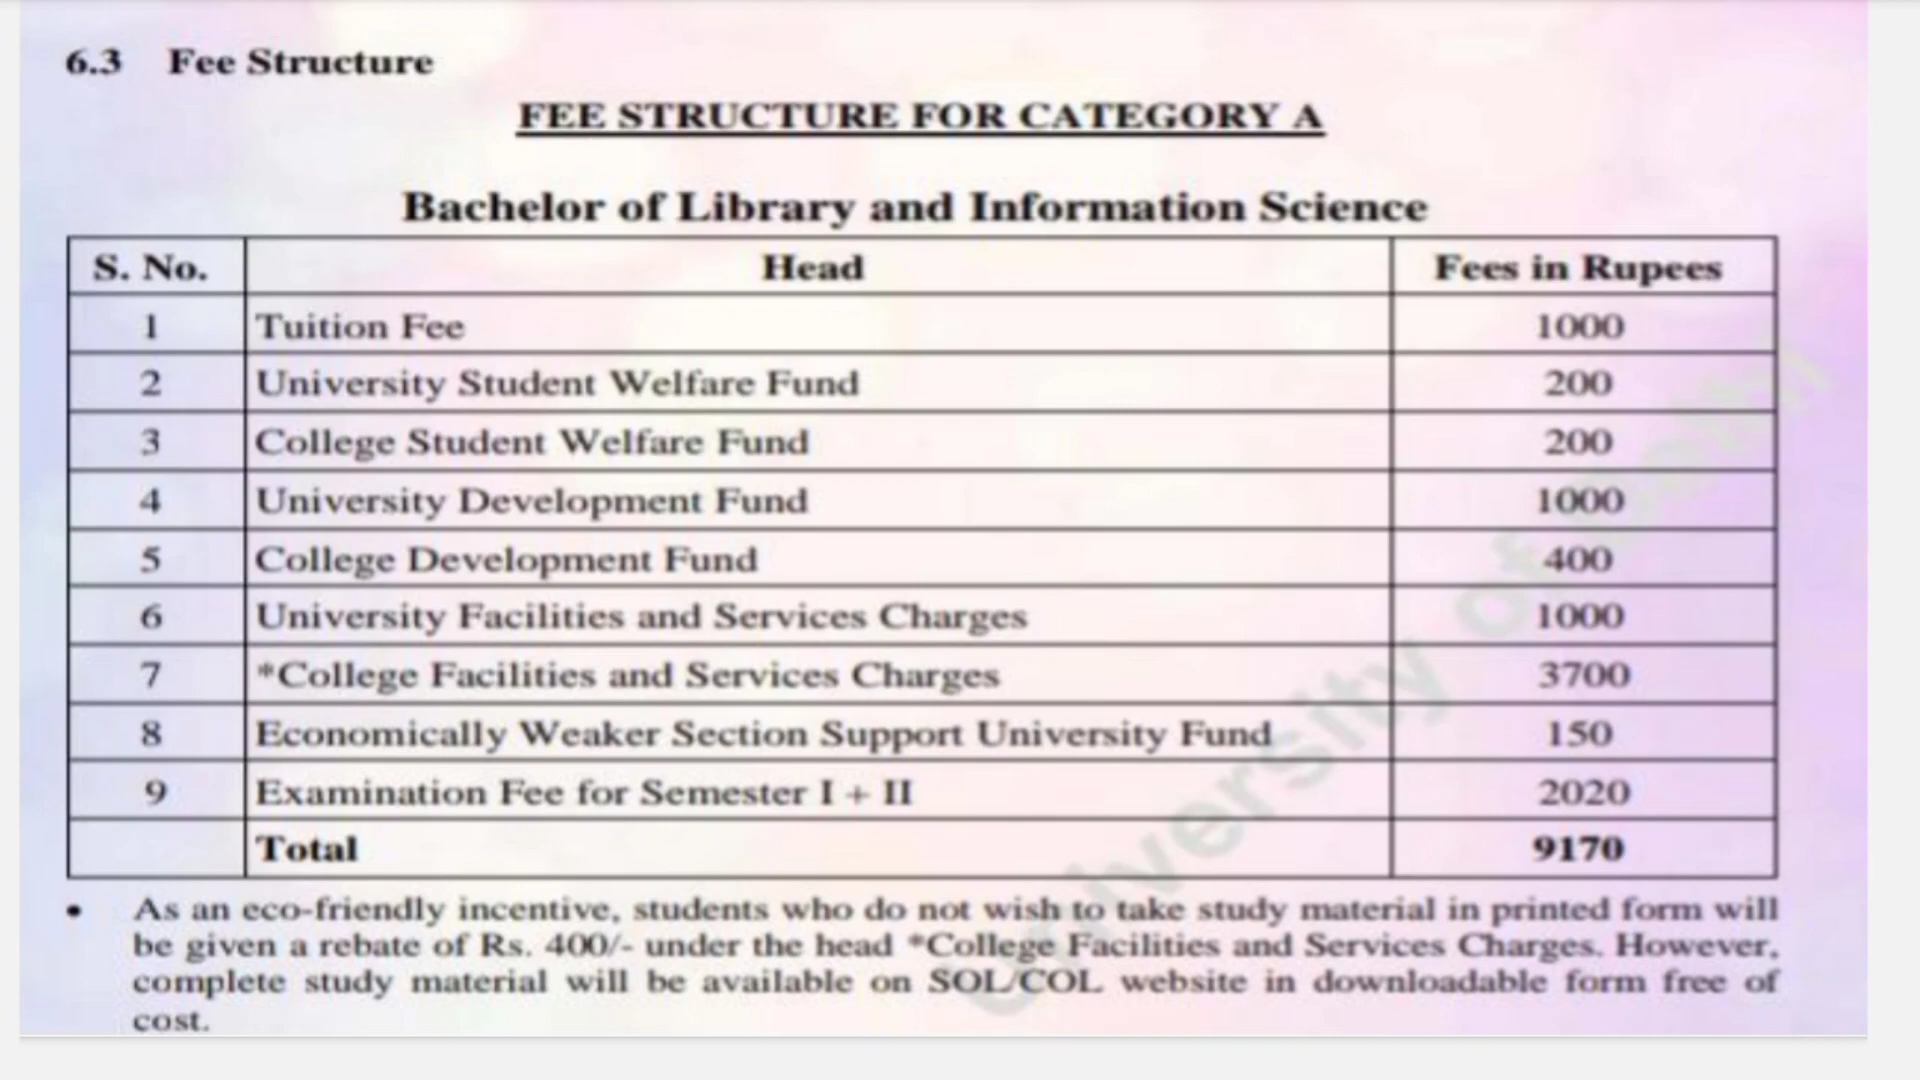 6.3 Fee Structure
FEE STRUCTURE FOR CATEGORY A
Bachelor of Library and Information Science
S. No. Head Fees in Rupees
1 Tuition Fee 1000
2 University Student Welfare Fund 200
3 College Student Welfare Fund 200
4 University Development Fund 1000
5 College Development Fund 400
6 University Facilities and Services Charges 1000
7 *College Facilities and Services Charges 3700
8 Economically Weaker Section Support University Fund 150
9 Examination Fee for Semester I + II 2020
Total 9170
• As an eco-friendly incentive, students who do not wish to take study material in printed form will
be given a rebate of Rs. 400/- under the head *College Facilities and Services Charges. However,
complete study material will be available on SOL/COL website in downloadable form free of
cost.
University of